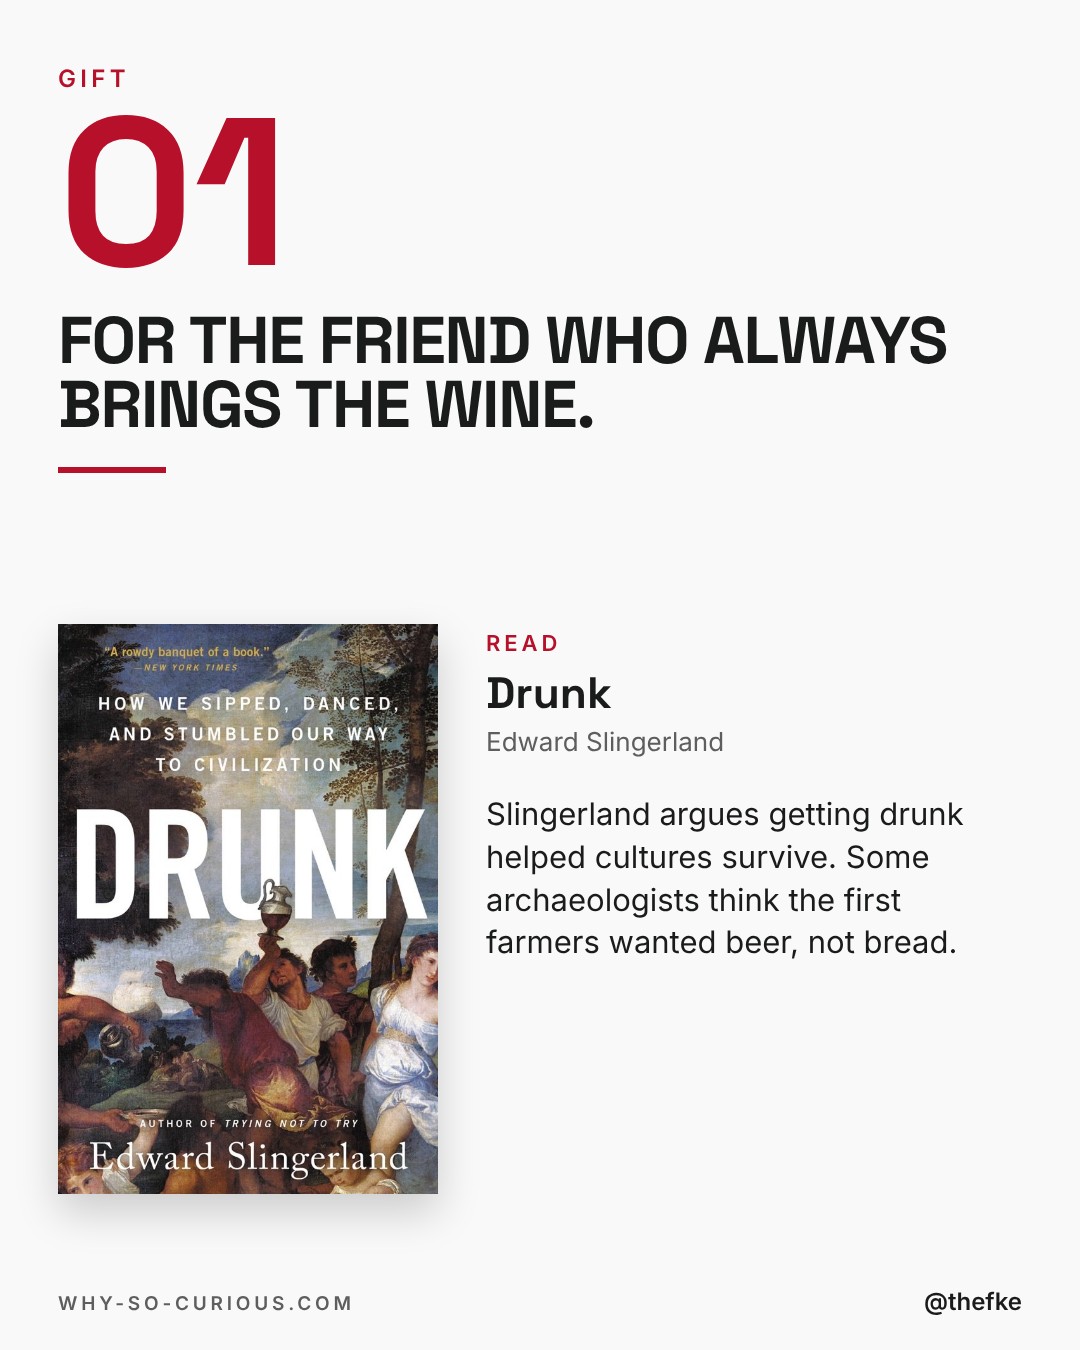 GIFT
01
FOR THE FRIEND WHO ALWAYS
BRINGS THE WINE.
"A rowdy banquet of a book."
—NEW YORK TIMES
HOW WE SIPPED, DANCED,
AND STUMBLED OUR WAY
TO CIVILIZATION
DRUNK
AUTHOR OF TRYING NOT TO TRY
Edward Slingerland
READ
Drunk
Edward Slingerland
Slingerland argues getting drunk
helped cultures survive. Some
archaeologists think the first
farmers wanted beer, not bread.
WHY-SO-CURIOUS.COM
@thefke